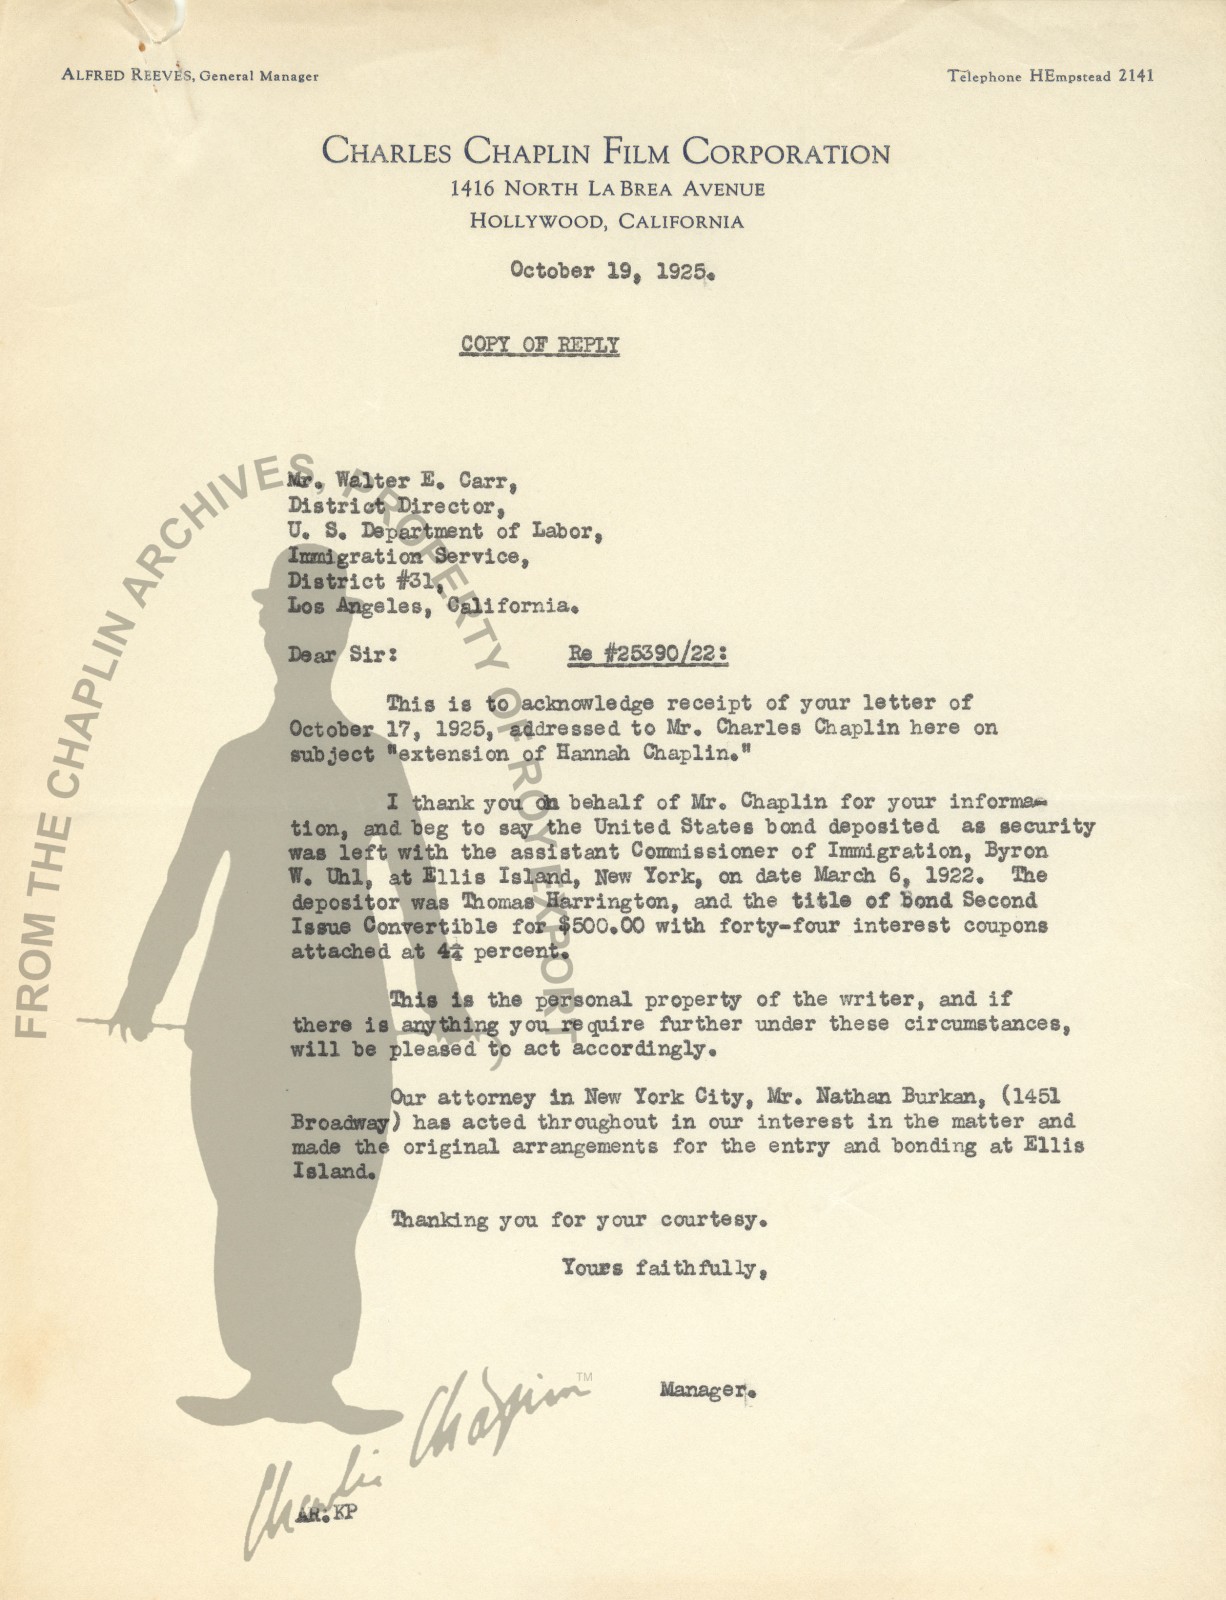 ALFRED REEVES, General Manager
Telephone HEmpstead 2141
CHARLES CHAPLIN FILM CORPORATION
1416 NORTH LA BREA AVENUE
HOLLYWOOD, CALIFORNIA
October 19, 1925.
COPY OF REPLY
Mr. Walter E. Carr,
District Director,
U. S. Department of Labor,
Immigration Service,
District #31,
Los Angeles, California.
Dear Sir: Re #25390/22:
This is to acknowledge receipt of your letter of
October 17, 1925, addressed to Mr. Charles Chaplin here on
subject "extension of Hannah Chaplin."
I thank you on behalf of Mr. Chaplin for your informa-
tion, and beg to say the United States bond deposited as security
was left with the assistant Commissioner of Immigration, Byron
W. Uhl, at Ellis Island, New York, on date March 6, 1922. The
depositor was Thomas Harrington, and the title of Bond Second
Issue Convertible for $500.00 with forty-four interest coupons
attached at 4¼ percent.
This is the personal property of the writer, and if
there is anything you require further under these circumstances,
will be pleased to act accordingly.
Our attorney in New York City, Mr. Nathan Burkan, (1451
Broadway) has acted throughout in our interest in the matter and
made the original arrangements for the entry and bonding at Ellis
Island.
Thanking you for your courtesy.
Yours faithfully,
Manager.
AR:KP
FROM THE CHAPLIN ARCHIVES, PROPERTY OF ROY EXPORT
Charlie Chaplin™